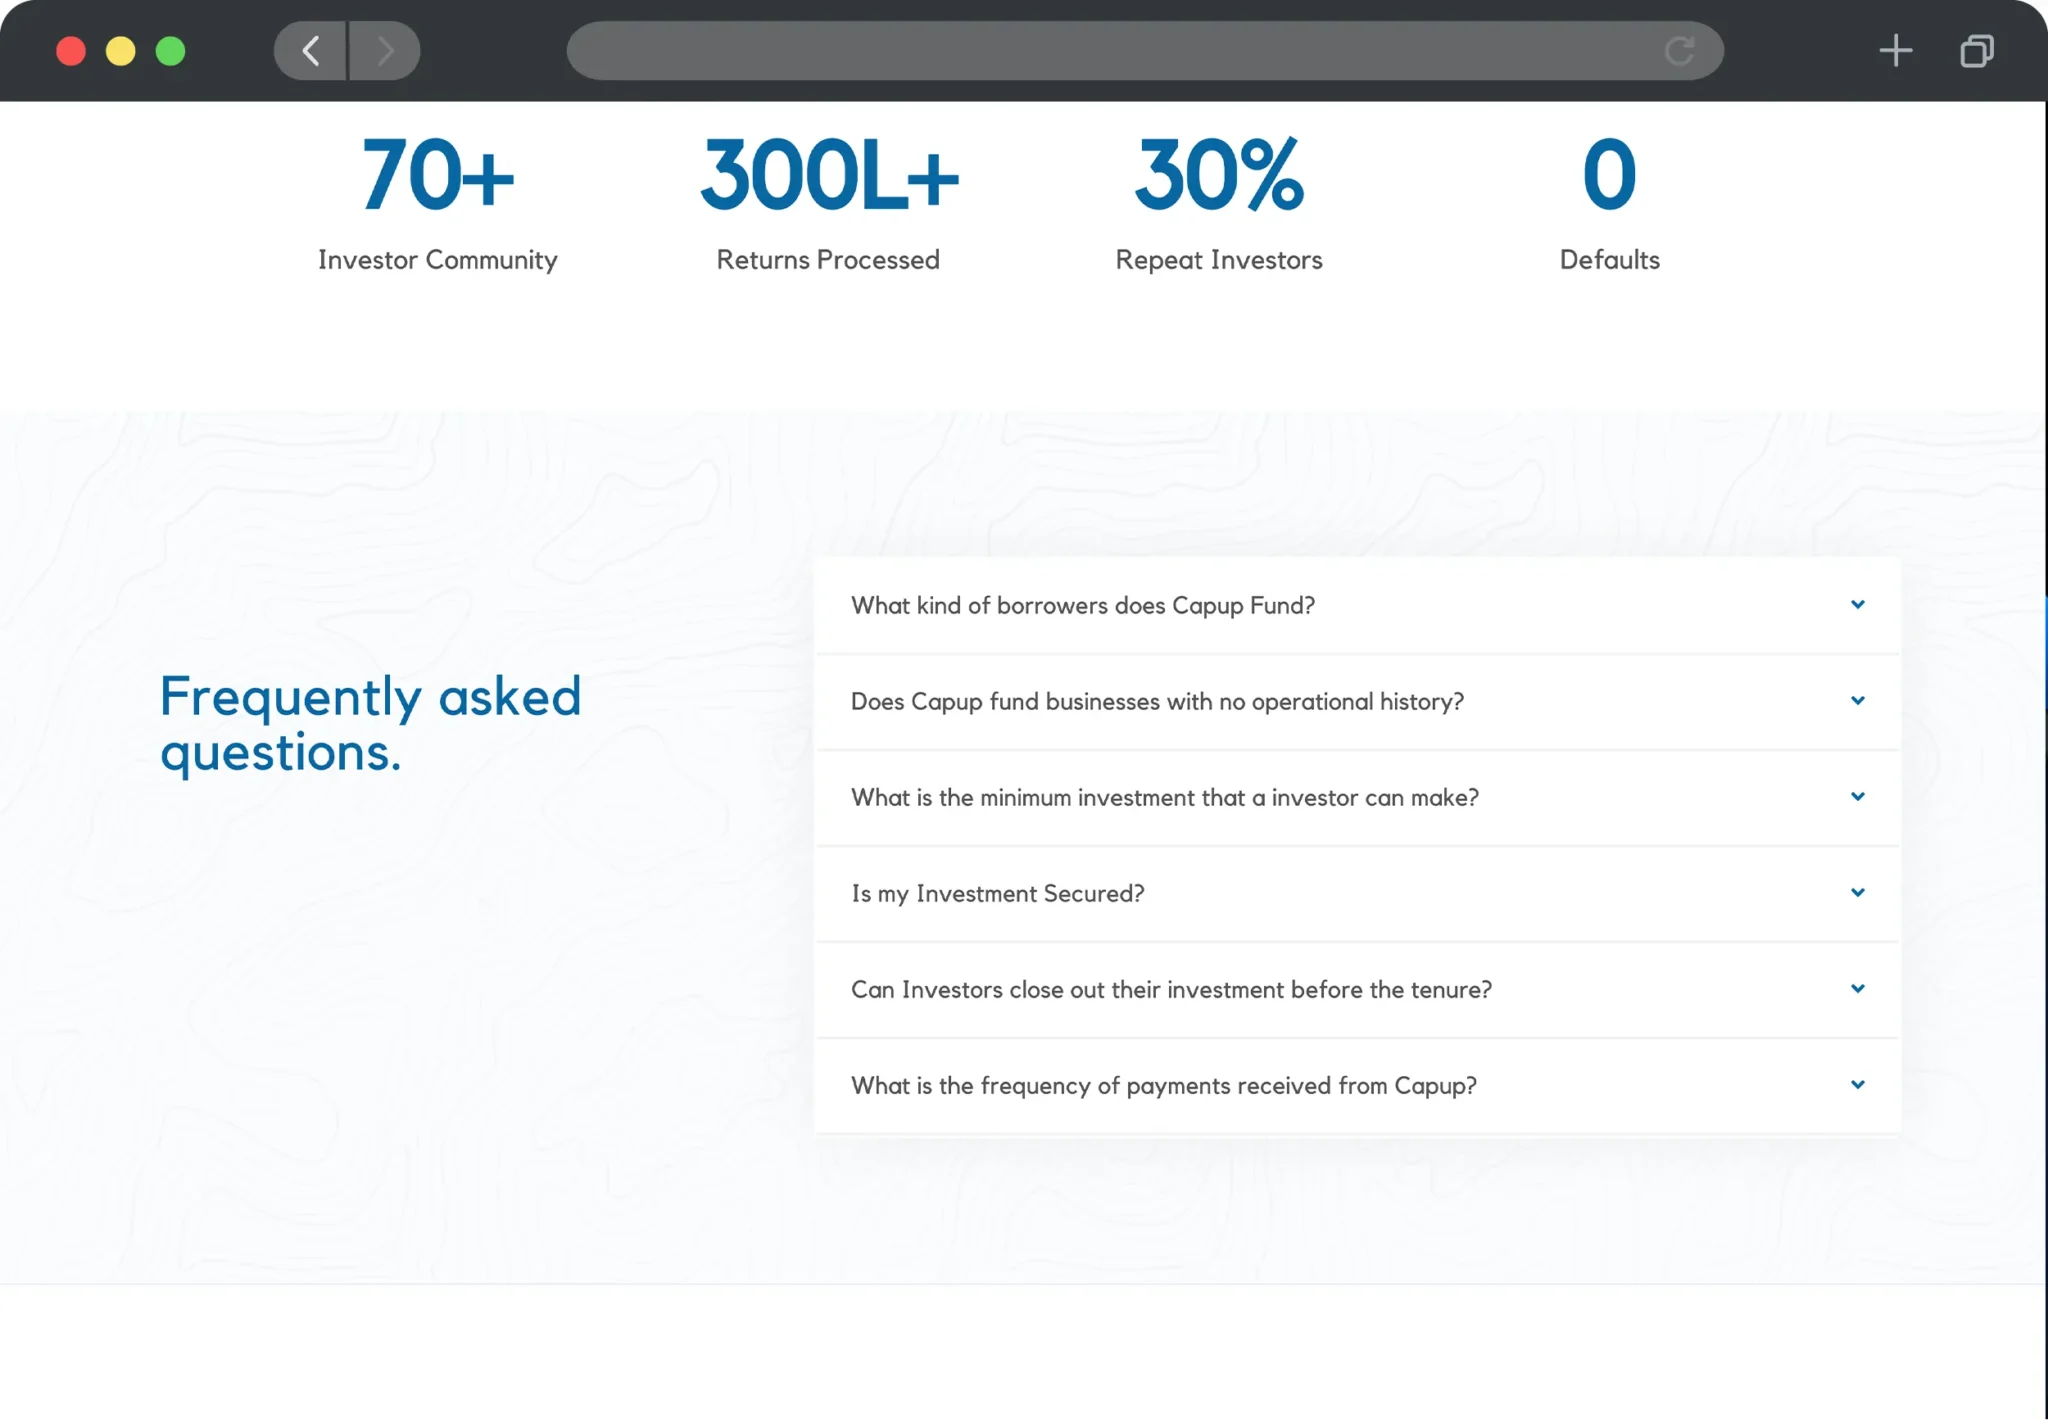 70+
300L+
30%
0
Investor Community
Returns Processed
Repeat Investors
Defaults
Frequently asked
questions.
What kind of borrowers does Capup Fund?
Does Capup fund businesses with no operational history?
What is the minimum investment that a investor can make?
Is my Investment Secured?
Can Investors close out their investment before the tenure?
What is the frequency of payments received from Capup?